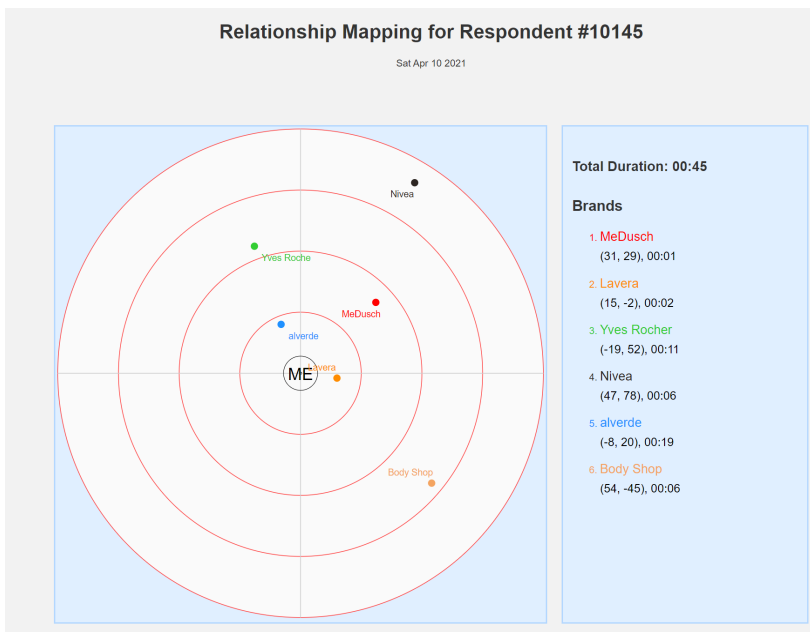 Relationship Mapping for Respondent #10145
Sat Apr 10 2021
Nivea
Yves Roche
MeDusch
alverde
Lavera
ME
Body Shop
Total Duration: 00:45
Brands
1. MeDusch
(31, 29), 00:01
2. Lavera
(15, -2), 00:02
3. Yves Rocher
(-19, 52), 00:11
4. Nivea
(47, 78), 00:06
5. alverde
(-8, 20), 00:19
6. Body Shop
(54, -45), 00:06